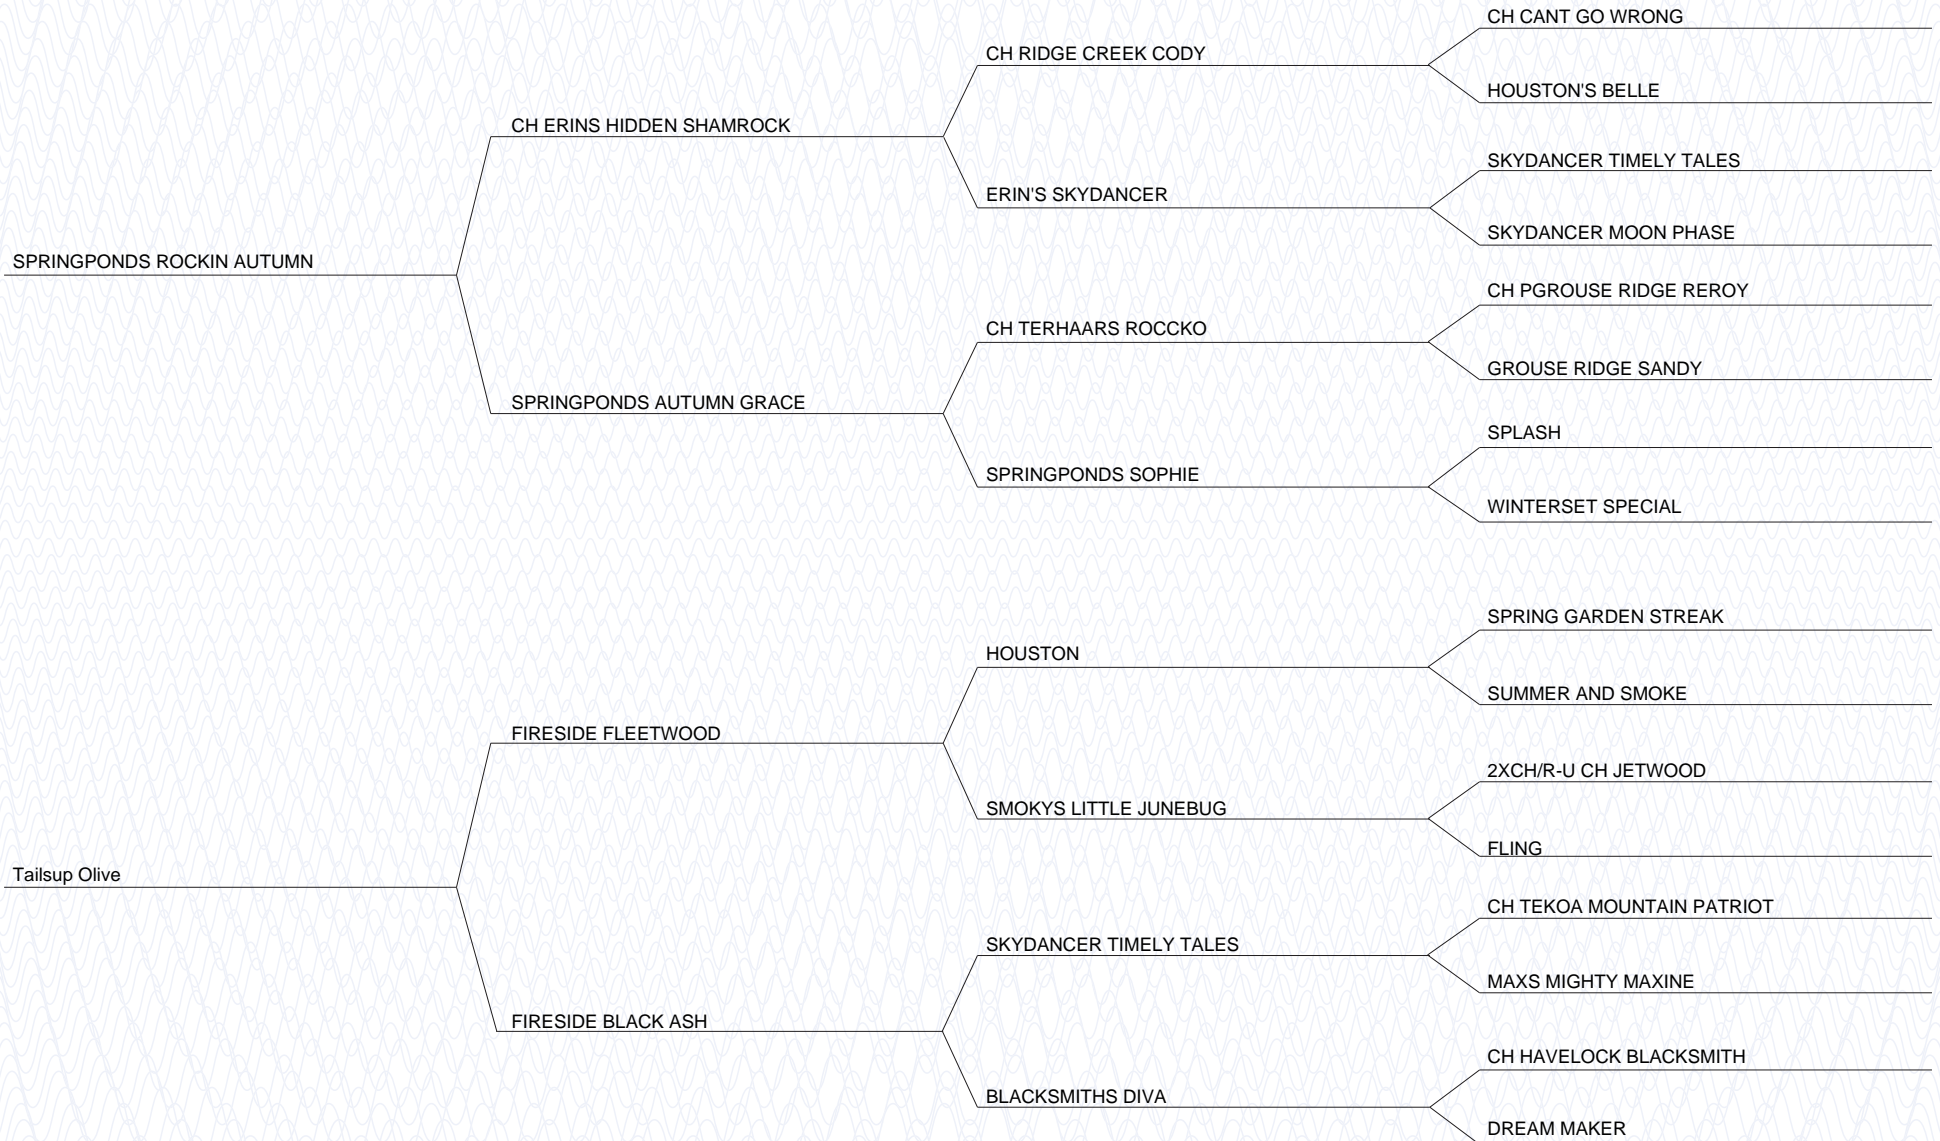 CH CANT GO WRONG
CH RIDGE CREEK CODY
HOUSTON'S BELLE
CH ERINS HIDDEN SHAMROCK
SKYDANCER TIMELY TALES
ERIN'S SKYDANCER
SKYDANCER MOON PHASE
SPRINGPONDS ROCKIN AUTUMN
CH PGROUSE RIDGE REROY
CH TERHAARS ROCCKO
GROUSE RIDGE SANDY
SPRINGPONDS AUTUMN GRACE
SPLASH
SPRINGPONDS SOPHIE
WINTERSET SPECIAL
SPRING GARDEN STREAK
HOUSTON
SUMMER AND SMOKE
FIRESIDE FLEETWOOD
2XCH/R-U CH JETWOOD
SMOKYS LITTLE JUNEBUG
FLING
Tailsup Olive
CH TEKOA MOUNTAIN PATRIOT
SKYDANCER TIMELY TALES
MAXS MIGHTY MAXINE
FIRESIDE BLACK ASH
CH HAVELOCK BLACKSMITH
BLACKSMITHS DIVA
DREAM MAKER